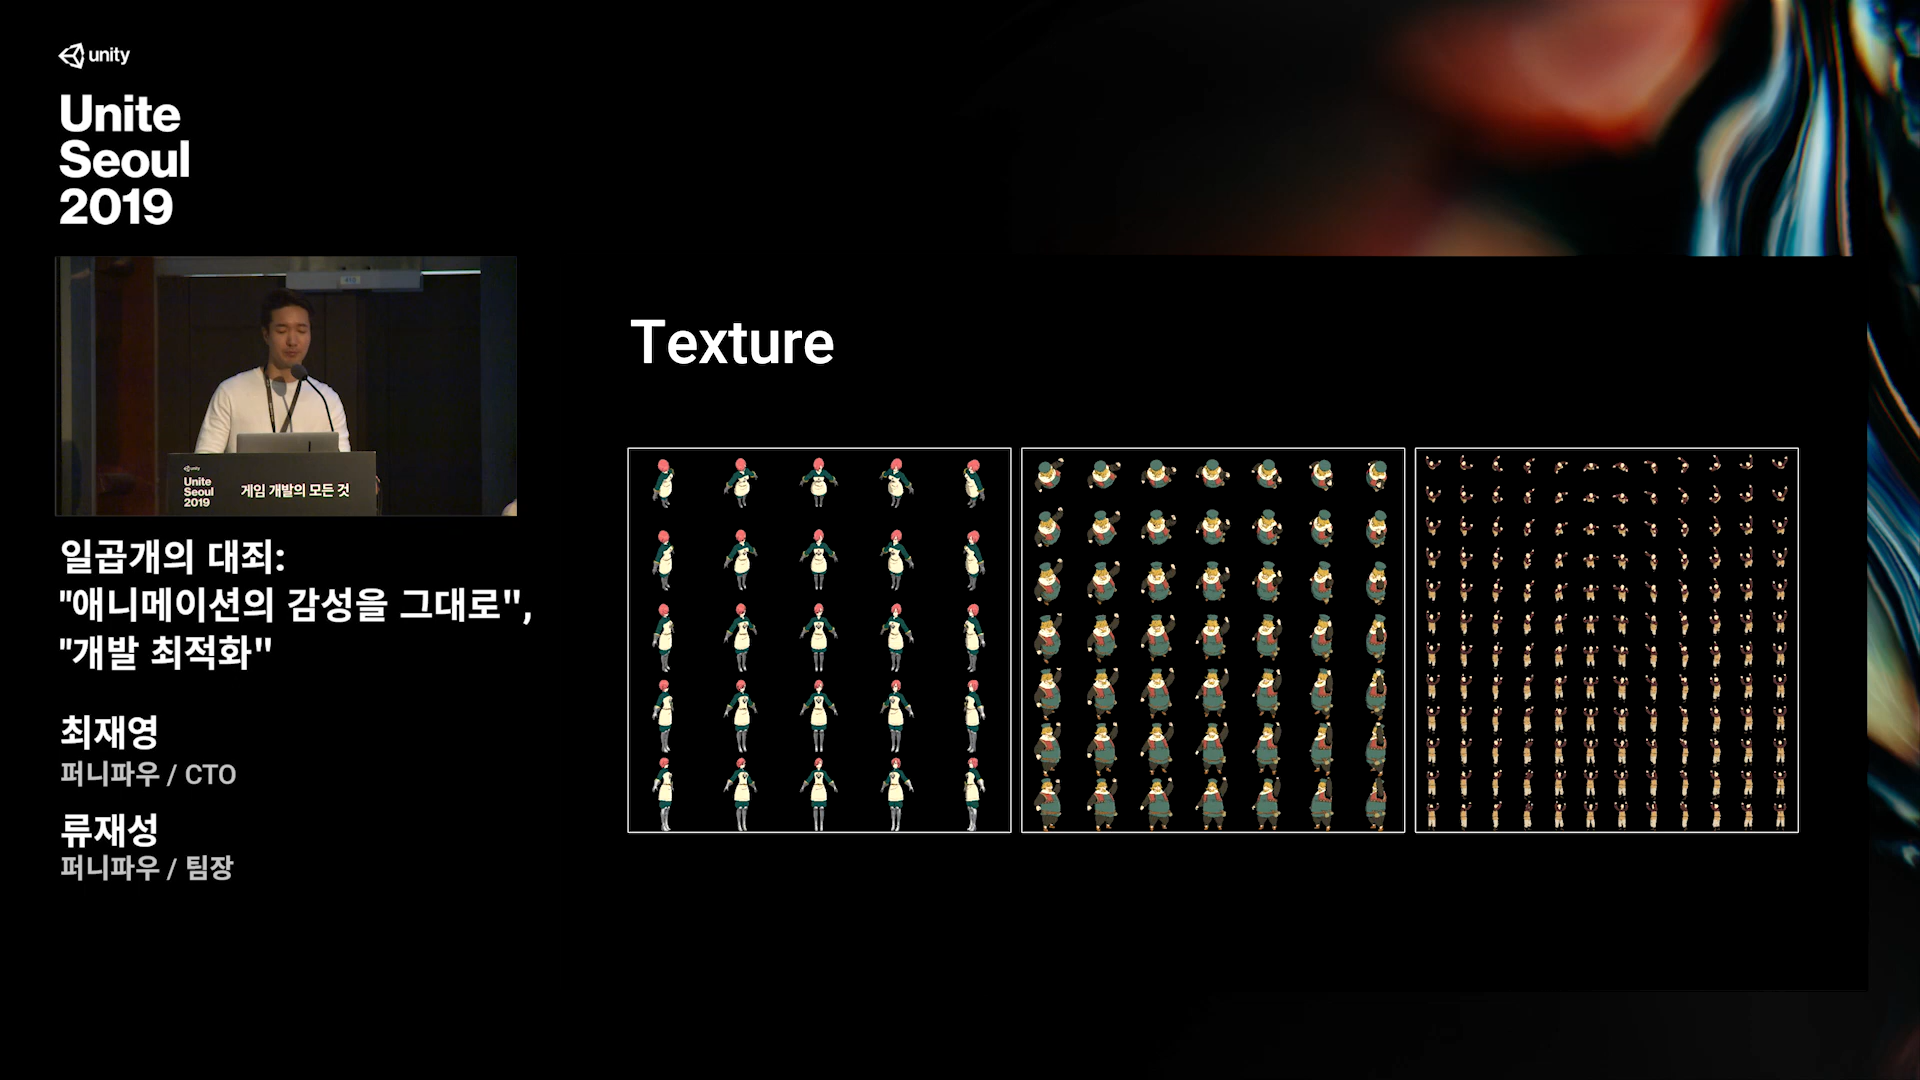 unity
Unite
Seoul
2019
unity
Unite
Seoul
2019
게임 개발의 모든 것
일곱개의 대죄:
"애니메이션의 감성을 그대로",
"개발 최적화"
최재영
퍼니파우 / CTO
류재성
퍼니파우 / 팀장
Texture